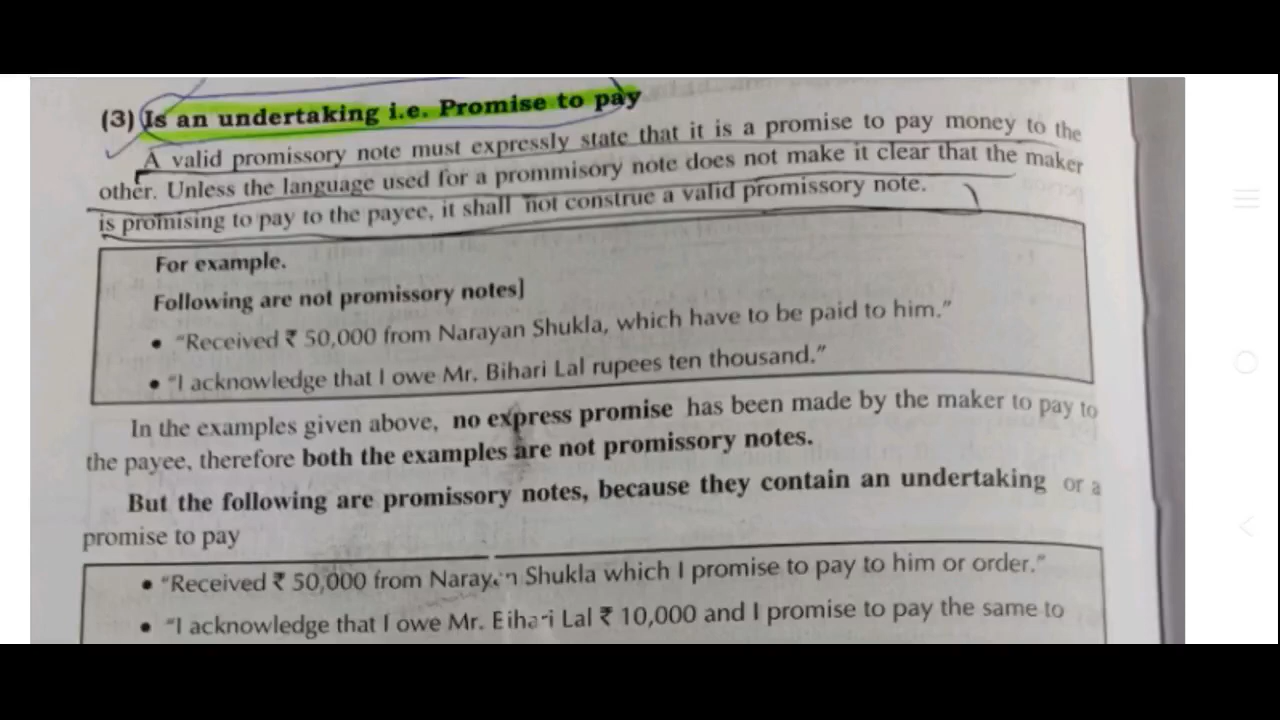 (3) Is an undertaking i.e. Promise to pay
A valid promissory note must expressly state that it is a promise to pay money to the
other. Unless the language used for a prommisory note does not make it clear that the maker
is promising to pay to the payee, it shall not construe a valid promissory note.
For example.
Following are not promissory notes]
• “Received ₹ 50,000 from Narayan Shukla, which have to be paid to him.”
• “I acknowledge that I owe Mr. Bihari Lal rupees ten thousand.”
In the examples given above, no express promise has been made by the maker to pay to
the payee, therefore both the examples are not promissory notes.
But the following are promissory notes, because they contain an undertaking or a
promise to pay
• “Received ₹ 50,000 from Narayan Shukla which I promise to pay to him or order.”
• “I acknowledge that I owe Mr. Bihari Lal ₹ 10,000 and I promise to pay the same to